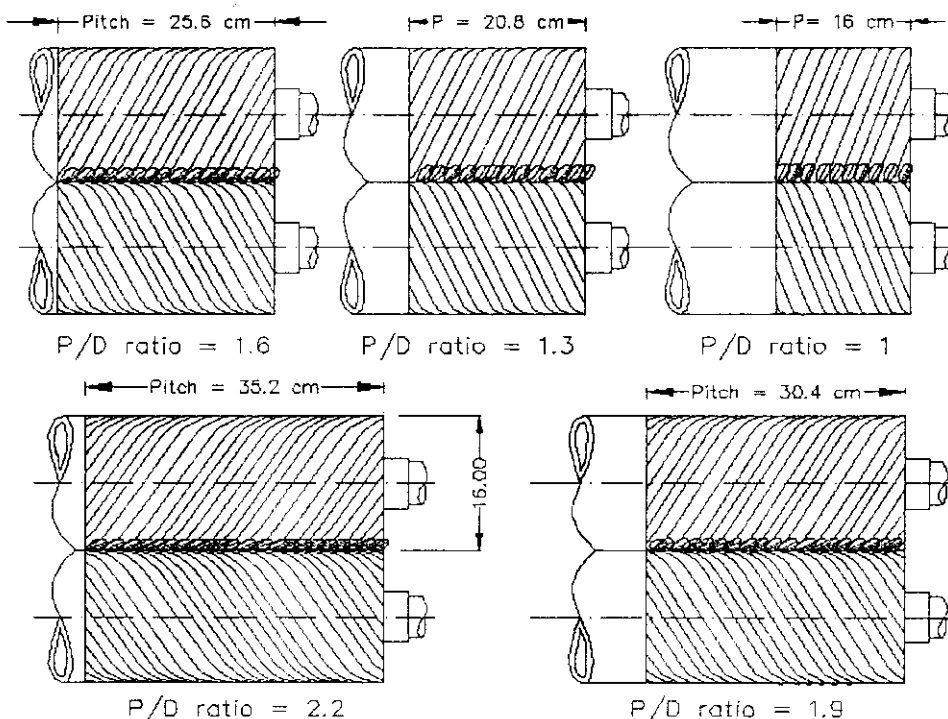 Pitch = 25.6 cm
P = 20.8 cm
P= 16 cm
P/D ratio = 1.6
P/D ratio = 1.3
P/D ratio = 1
Pitch = 35.2 cm
Pitch = 30.4 cm
16.00
P/D ratio = 2.2
P/D ratio = 1.9